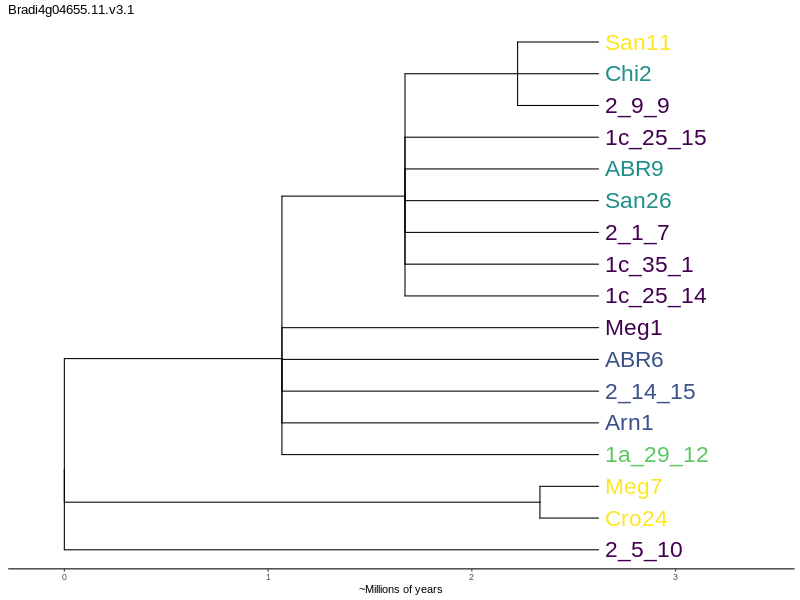 Bradi4g04655.11.v3.1
San11
Chi2
2_9_9
1c_25_15
ABR9
San26
2_1_7
1c_35_1
1c_25_14
Meg1
ABR6
2_14_15
Arn1
1a_29_12
Meg7
Cro24
2_5_10
0 1 2 3
~Millions of years